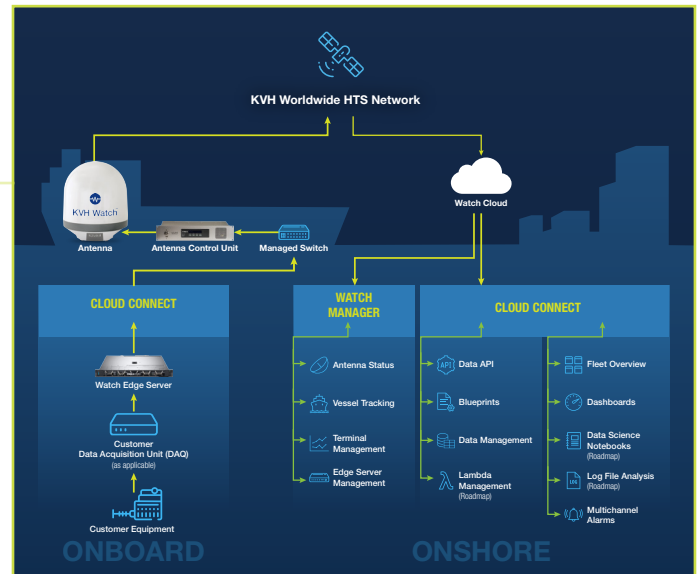 KVH Worldwide HTS Network
KVH Watch™
Watch Cloud
Antenna
Antenna Control Unit
Managed Switch
CLOUD CONNECT
Watch Edge Server
Customer
Data Acquisition Unit (DAQ)
(as applicable)
Customer Equipment
ONBOARD
WATCH
MANAGER
Antenna Status
Vessel Tracking
Terminal
Management
Edge Server
Management
CLOUD CONNECT
API
Data API
Blueprints
Data Management
λ
Lambda
Management
(Roadmap)
Fleet Overview
Dashboards
Data Science
Notebooks
(Roadmap)
LOG
Log File Analysis
(Roadmap)
Multichannel
Alarms
ONSHORE